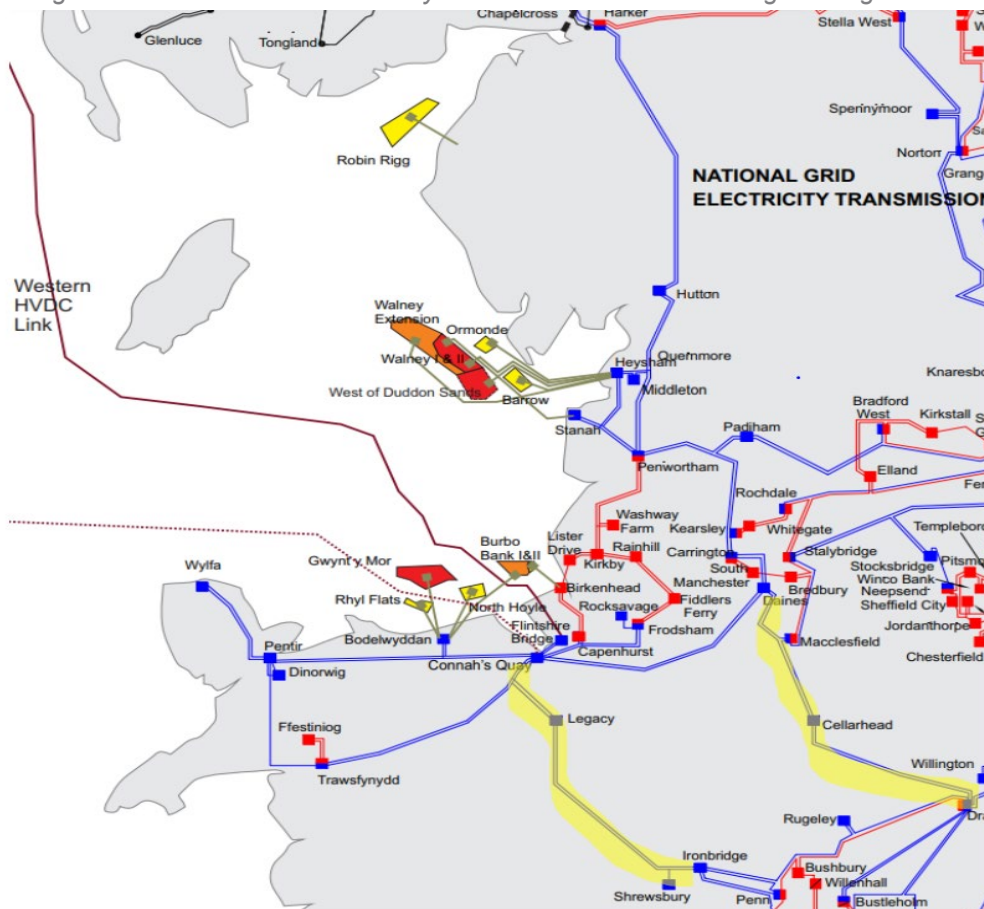 Chapelcross
Harker
Stella West
Glenluce
Tongland
Spennymoor
Robin Rigg
Norton
NATIONAL GRID
ELECTRICITY TRANSMISSION
Western
HVDC
Link
Hutton
Walney
Extension
Ormonde
Quernmore
Heysham
Walney I & II
Middleton
West of Duddon Sands
Barrow
Stanah
Bradford
West
Kirkstall
Padiham
Penwortham
Elland
Rochdale
Washway
Farm
Kearsley
Whitegate
Lister
Drive
Rainhill
Kirkby
Carrington
Stalybridge
Burbo
Bank I&II
Gwynt y Mor
Wylfa
South
Manchester
Stocksbridge
Pitsm
Winco Bank
Neepsend
Birkenhead
Bredbury
Rhyl Flats
North Hoyle
Rocksavage
Fiddlers
Ferry
Daines
Sheffield City
Flintshire
Bridge
Frodsham
Jordanthorpe
Bodelwyddan
Macclesfield
Pentir
Connah's Quay
Capenhurst
Chesterfield
Dinorwig
Legacy
Cellarhead
Ffestiniog
Trawsfynydd
Willington
Dra
Rugeley
Ironbridge
Bushbury
Shrewsbury
Willenhall
Penn
Bustleholm